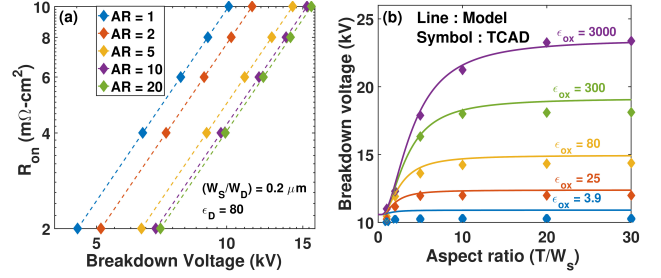 (a)
AR = 1
AR = 2
AR = 5
AR = 10
AR = 20
(W_S/W_D) = 0.2 μm
ϵ_D = 80
R_on (mΩ-cm²)
10
8
6
4
2
5
10
15
Breakdown Voltage (kV)
(b)
Line : Model
Symbol : TCAD
ϵ_ox = 3000
ϵ_ox = 300
ϵ_ox = 80
ϵ_ox = 25
ϵ_ox = 3.9
Breakdown voltage (kV)
25
20
15
10
0
5
10
15
20
25
30
Aspect ratio (T/W_S)